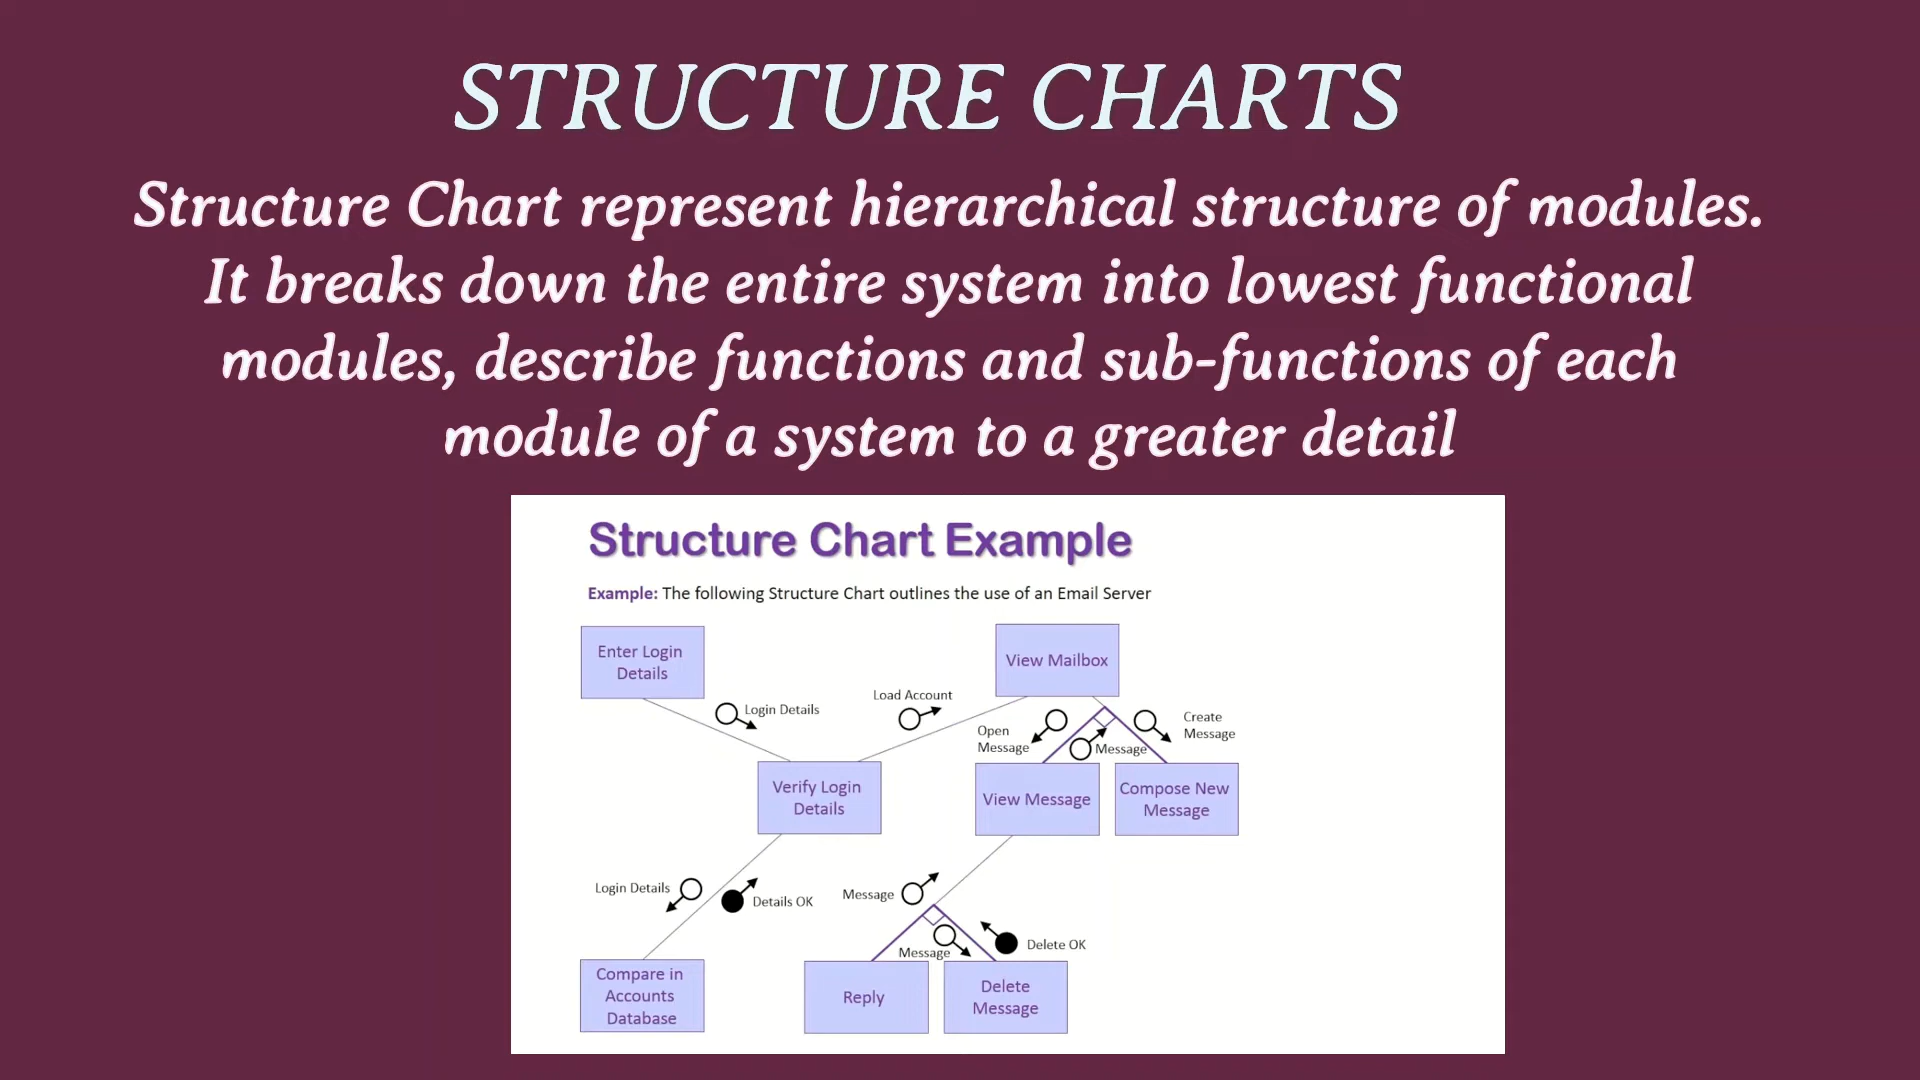 STRUCTURE CHARTS
Structure Chart represent hierarchical structure of modules.
It breaks down the entire system into lowest functional
modules, describe functions and sub-functions of each
module of a system to a greater detail
Structure Chart Example
Example: The following Structure Chart outlines the use of an Email Server
Enter Login
Details
View Mailbox
Login Details
Load Account
Open
Message
Message
Create
Message
Verify Login
Details
View Message
Compose New
Message
Login Details
Details OK
Message
Message
Delete OK
Compare in
Accounts
Database
Reply
Delete
Message